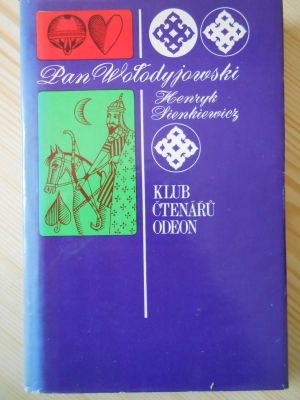 Pan Wołodyjowski
Henryk
Sienkiewicz
KLUB
ČTENÁŘŮ
ODEON